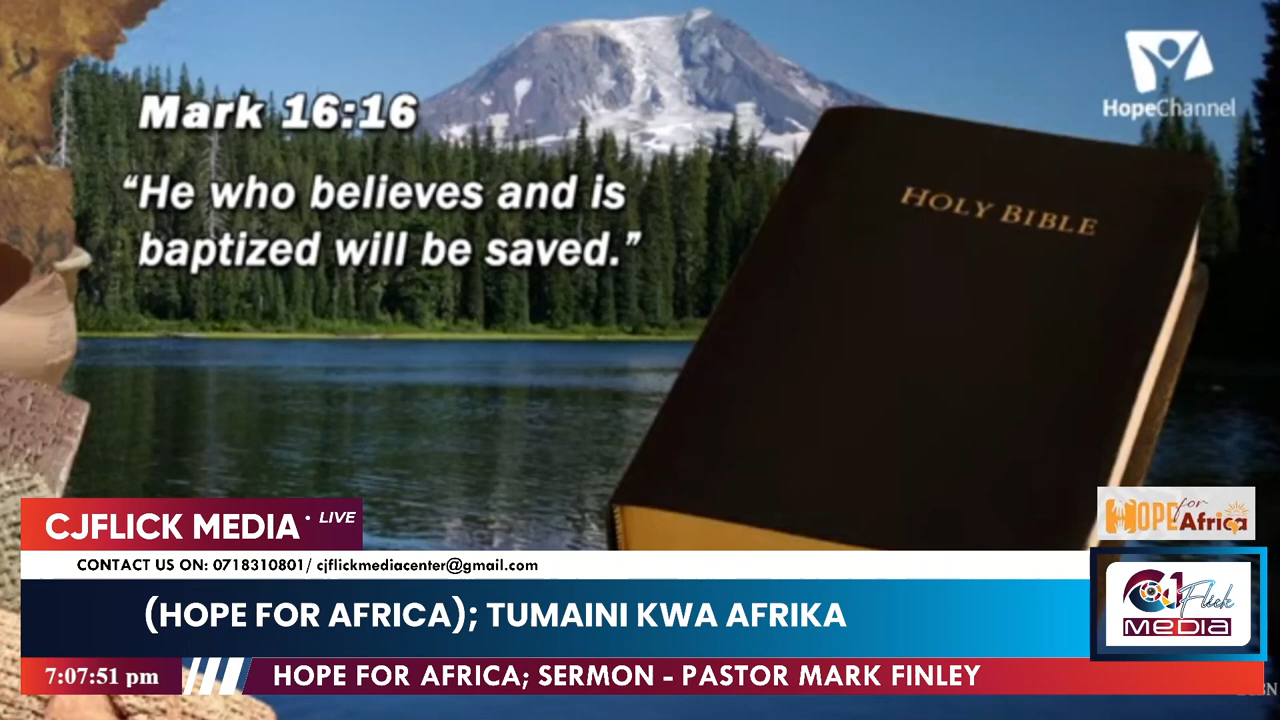 Mark 16:16
“He who believes and is
baptized will be saved.”
HopeChannel
HOLY BIBLE
CJFLICK MEDIA • LIVE
CONTACT US ON: 0718310801/ cjflickmediacenter@gmail.com
HOPE for Africa
(HOPE FOR AFRICA); TUMAINI KWA AFRIKA
Flick
MEDIA
7:07:51 pm
HOPE FOR AFRICA; SERMON - PASTOR MARK FINLEY